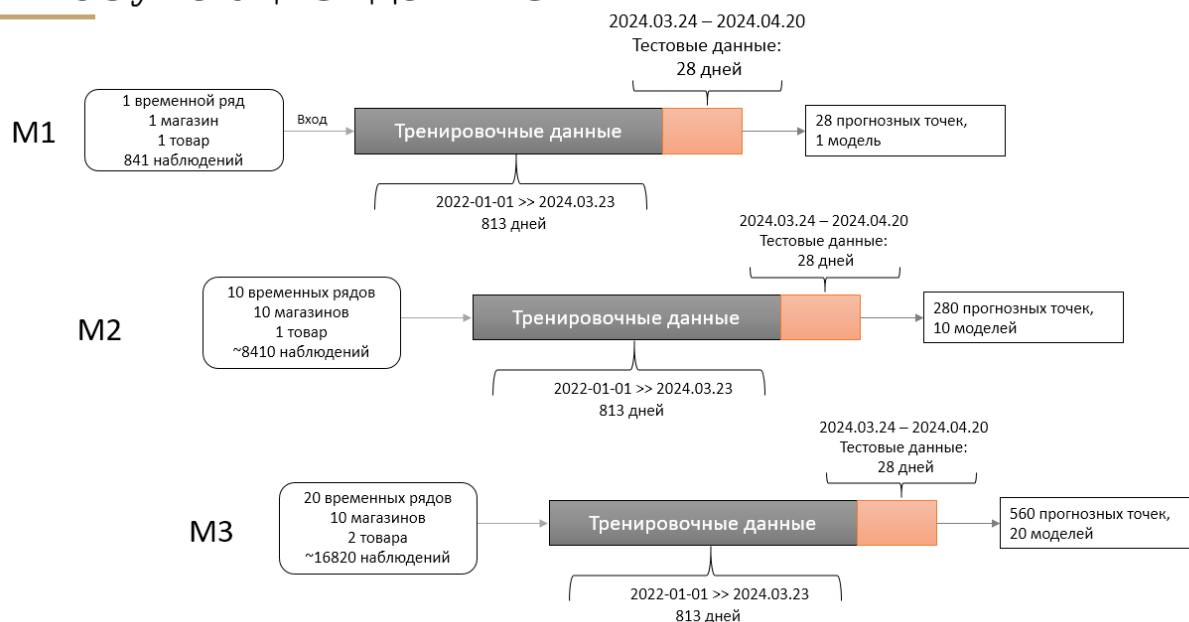 2024.03.24 – 2024.04.20
Тестовые данные:
28 дней
М1
1 временной ряд
1 магазин
1 товар
841 наблюдений
Вход
Тренировочные данные
28 прогнозных точек,
1 модель
2022-01-01 >> 2024.03.23
813 дней
2024.03.24 – 2024.04.20
Тестовые данные:
28 дней
М2
10 временных рядов
10 магазинов
1 товар
~8410 наблюдений
Тренировочные данные
280 прогнозных точек,
10 моделей
2022-01-01 >> 2024.03.23
813 дней
2024.03.24 – 2024.04.20
Тестовые данные:
28 дней
М3
20 временных рядов
10 магазинов
2 товара
~16820 наблюдений
Тренировочные данные
560 прогнозных точек,
20 моделей
2022-01-01 >> 2024.03.23
813 дней